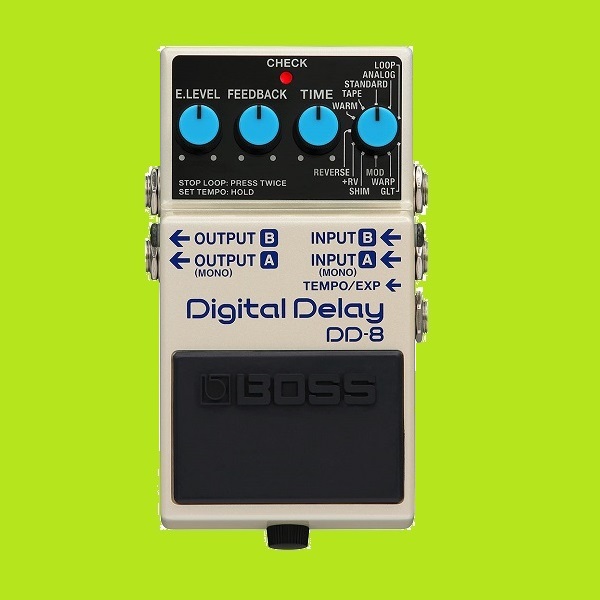 CHECK
E.LEVEL
FEEDBACK
TIME
LOOP
ANALOG
STANDARD
TAPE
WARM
REVERSE
+RV
SHIM
MOD
WARP
GLT
STOP LOOP: PRESS TWICE
SET TEMPO: HOLD
OUTPUT B
INPUT B
OUTPUT A
(MONO)
INPUT A
(MONO)
TEMPO/EXP
Digital Delay
DD-8
BOSS